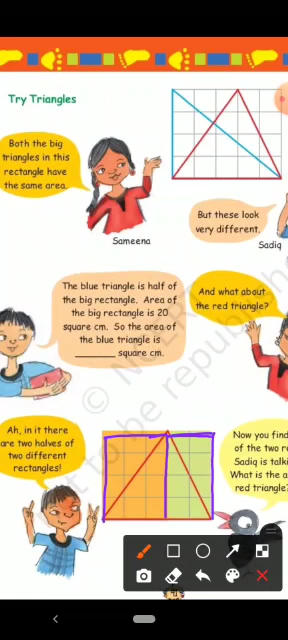 Try Triangles
Both the big
triangles in this
rectangle have
the same area.
Sameena
But these look
very different.
Sadiq
The blue triangle is half of
the big rectangle. Area of
the big rectangle is 20
square cm. So the area of
the blue triangle is
________ square cm.
And what about
the red triangle?
Ah, in it there
are two halves of
two different
rectangles!
Now you find
of the two re
Sadiq is talki
What is the a
red triangle?